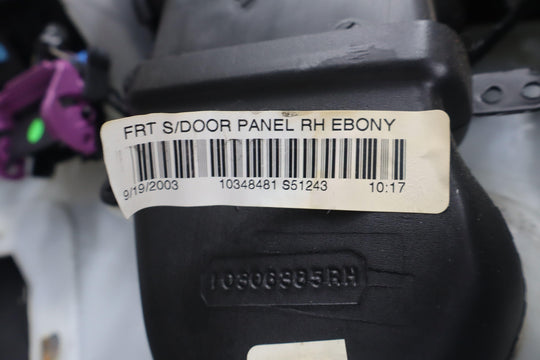 FRT S/DOOR PANEL RH EBONY
9/19/2003 10348481 S51243 10:17
10306385RH